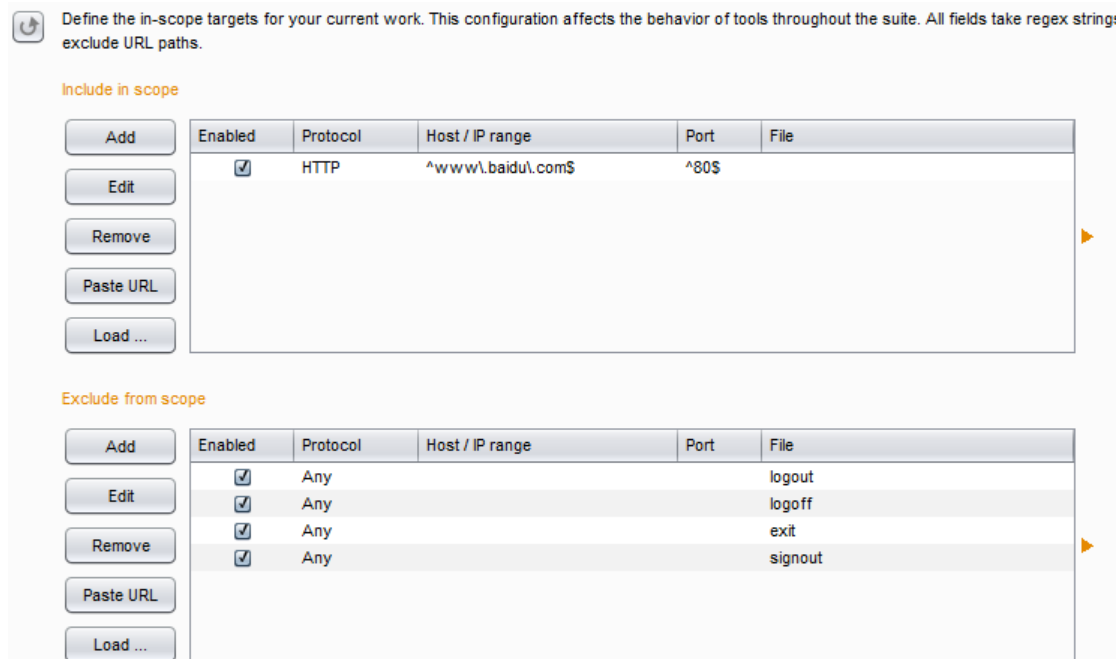 Define the in-scope targets for your current work. This configuration affects the behavior of tools throughout the suite. All fields take regex strings
exclude URL paths.
Include in scope
Add
Enabled Protocol Host / IP range Port File
HTTP ^www\.baidu\.com$ ^80$
Edit
Remove
Paste URL
Load ...
Exclude from scope
Add
Enabled Protocol Host / IP range Port File
Any logout
Edit
Any logoff
Any exit
Remove
Any signout
Paste URL
Load ...